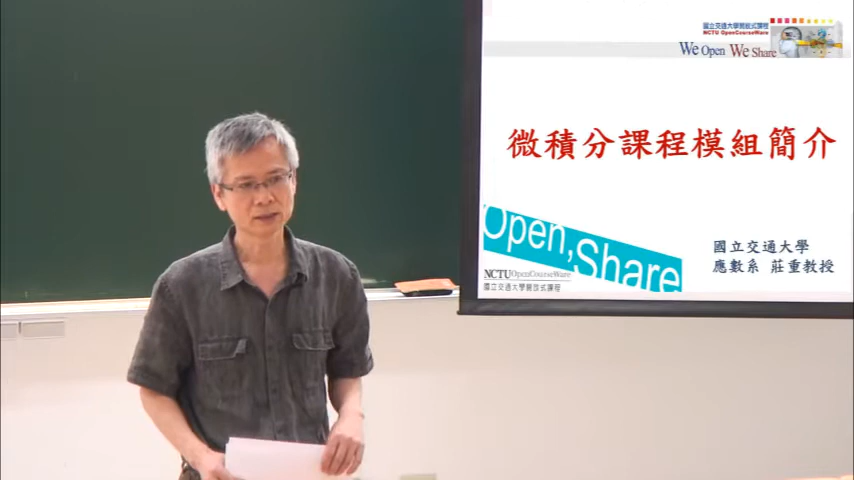 國立交通大學開放式課程
NCTU OpenCourseWare
We Open We Share
微積分課程模組簡介
Open, Share
NCTU OpenCourseWare
國立交通大學開放式課程
國立交通大學
應數系 莊重教授